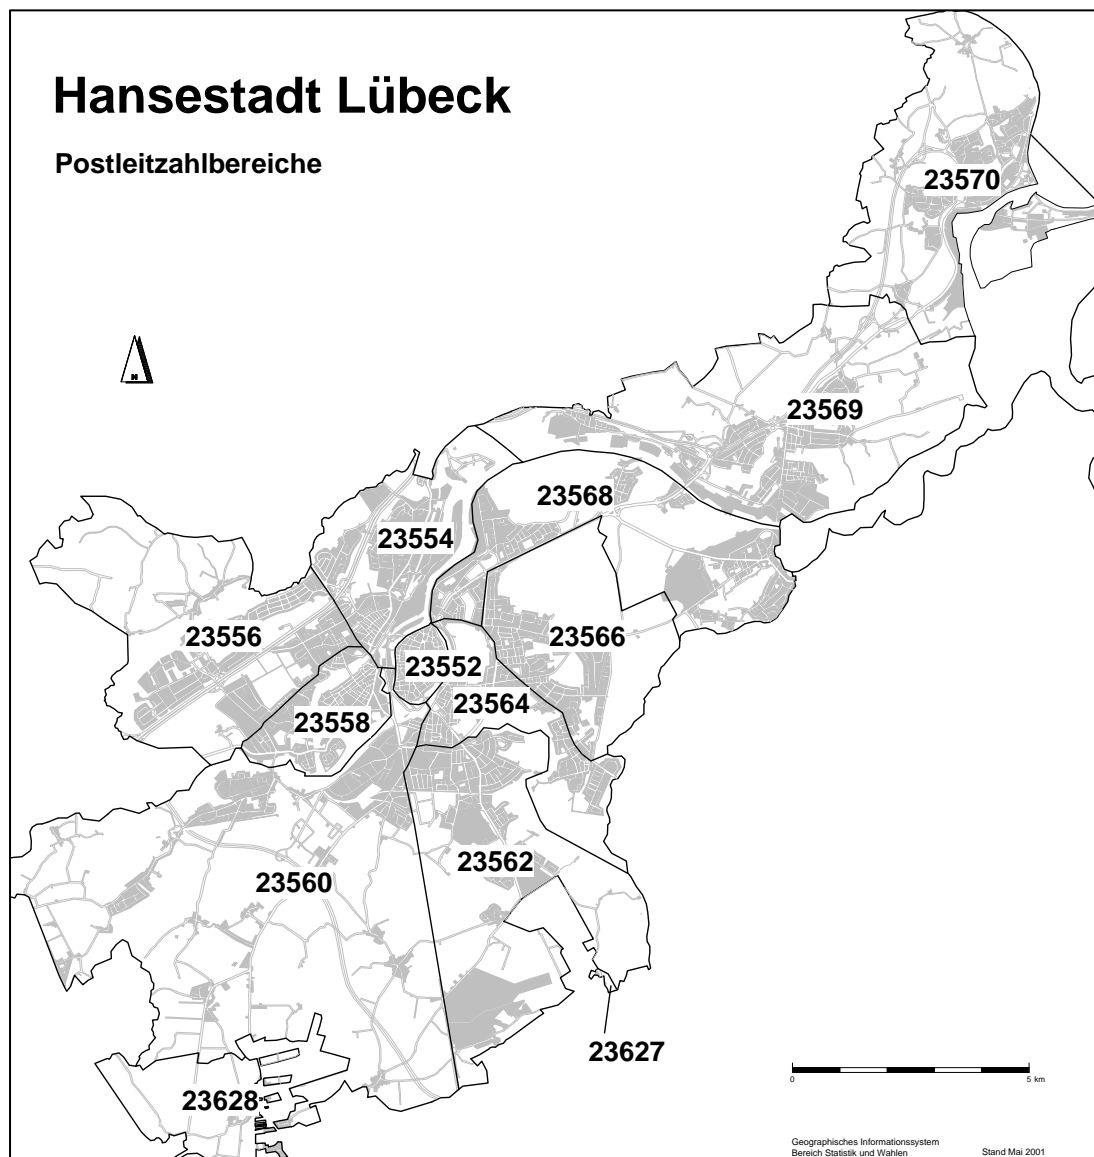 Hansestadt Lübeck
Postleitzahlbereiche
23570
N
23569
23568
23554
23556
23566
23552
23564
23558
23562
23560
23627
23628
0 5 km
Geographisches Informationssystem
Bereich Statistik und Wahlen Stand Mai 2001